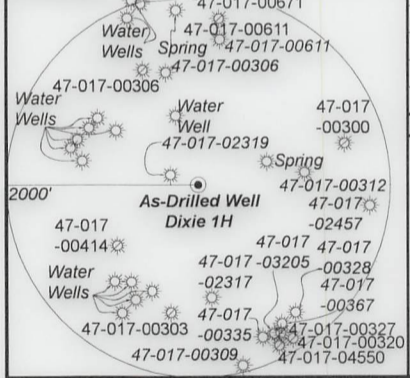 47-017-00671
Water
Wells
47-017-00611
Spring
47-017-00611
47-017-00306
47-017-00306
Water
Wells
Water
Well
47-017
-00300
47-017-02319
Spring
47-017-00312
2000'
As-Drilled Well
Dixie 1H
47-017
-02457
47-017
-00414
47-017
-03205
47-017
-00328
47-017
-02317
Water
Wells
47-017
-00367
47-017
-00335
47-017-00303
47-017-00327
47-017-00320
47-017-00309
47-017-04550